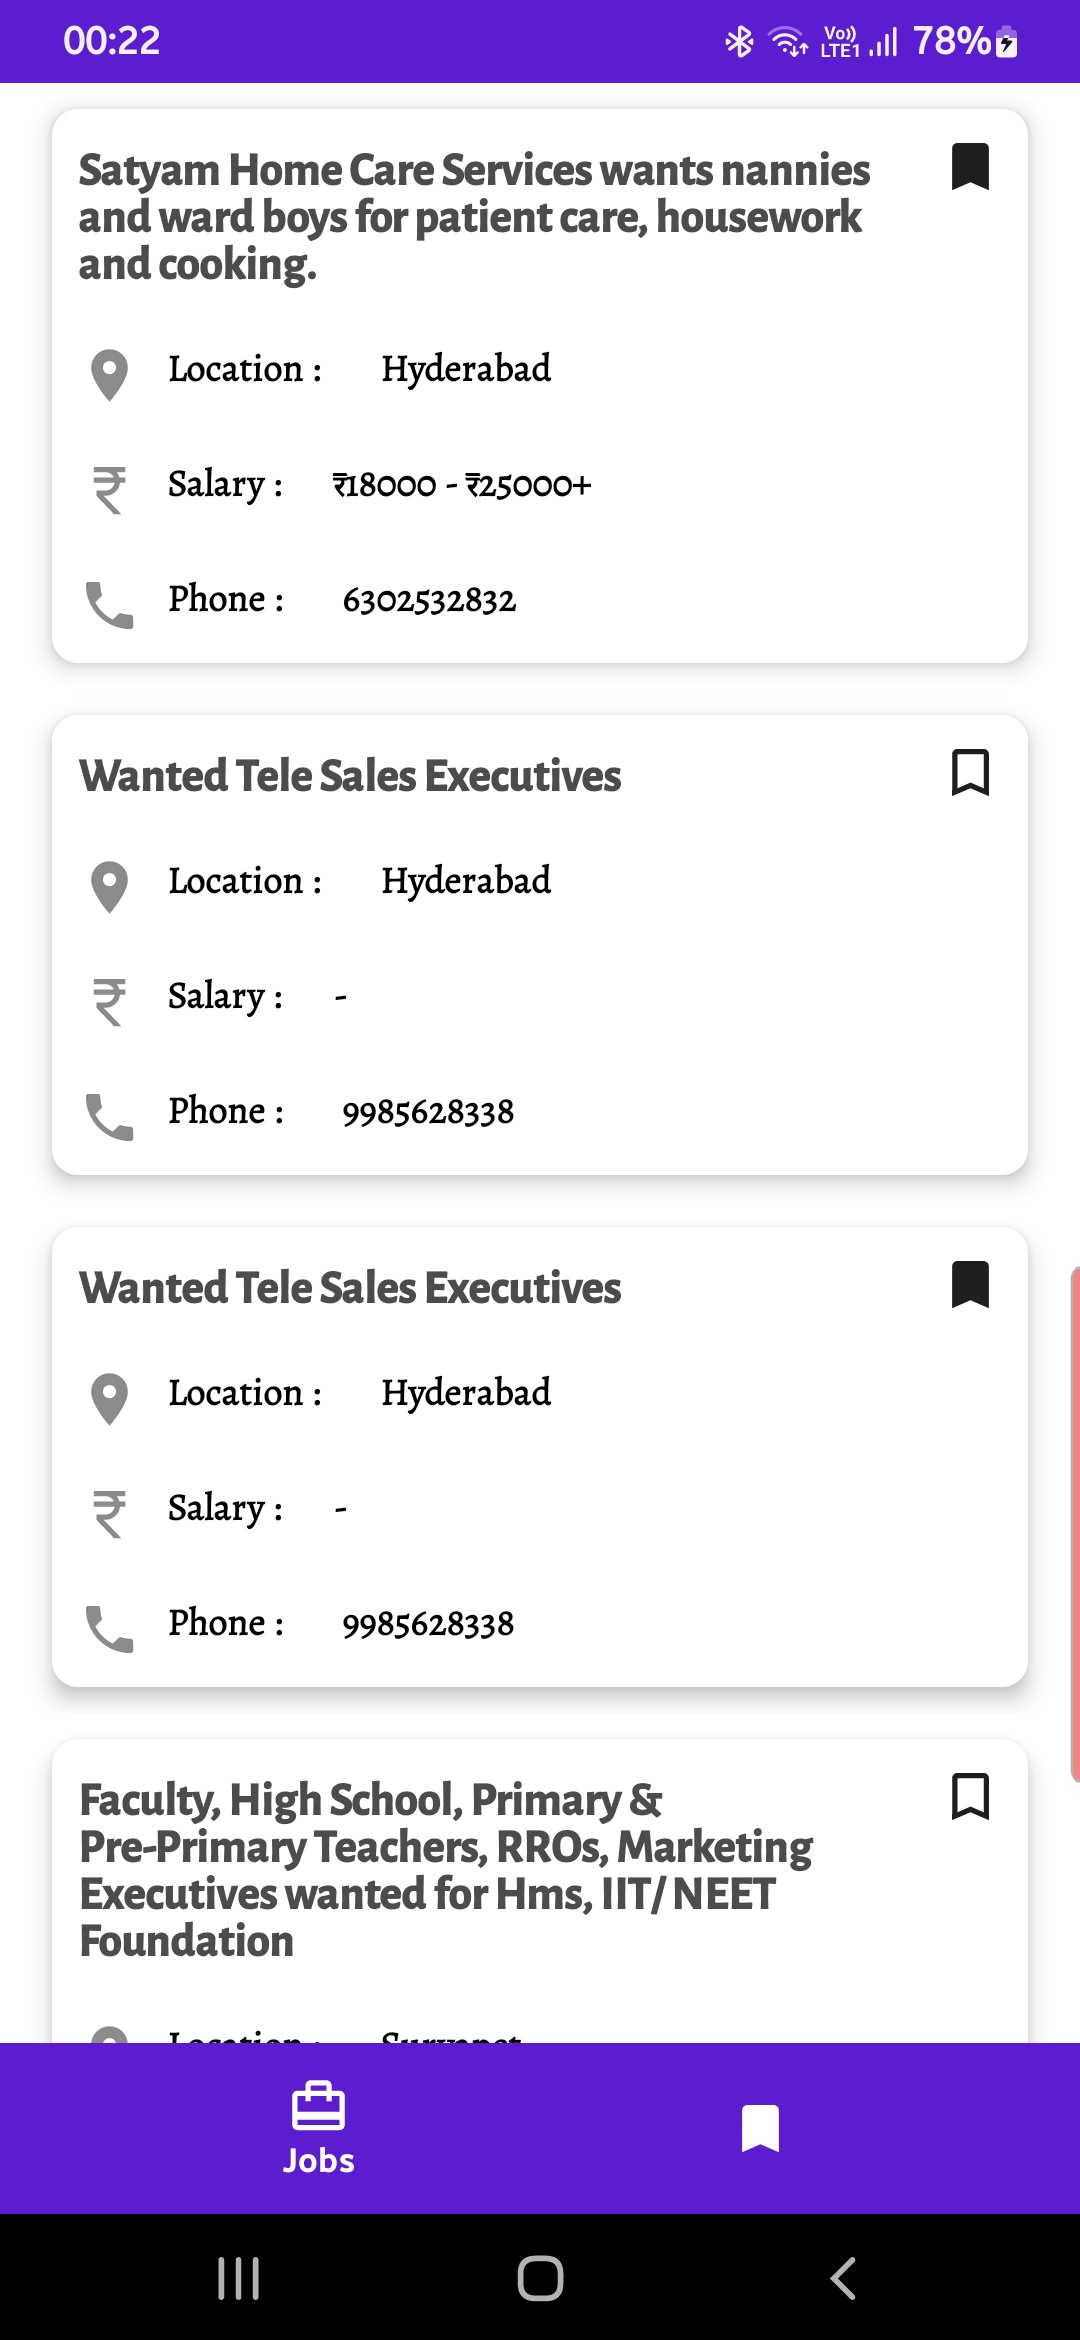 00:22 Vo)) LTE1 78%
Satyam Home Care Services wants nannies
and ward boys for patient care, housework
and cooking.
Location : Hyderabad
Salary : ₹18000 - ₹25000+
Phone : 6302532832
Wanted Tele Sales Executives
Location : Hyderabad
Salary : -
Phone : 9985628338
Wanted Tele Sales Executives
Location : Hyderabad
Salary : -
Phone : 9985628338
Faculty, High School, Primary &
Pre-Primary Teachers, RROs, Marketing
Executives wanted for Hms, IIT/ NEET
Foundation
Location : Suryapet
Jobs